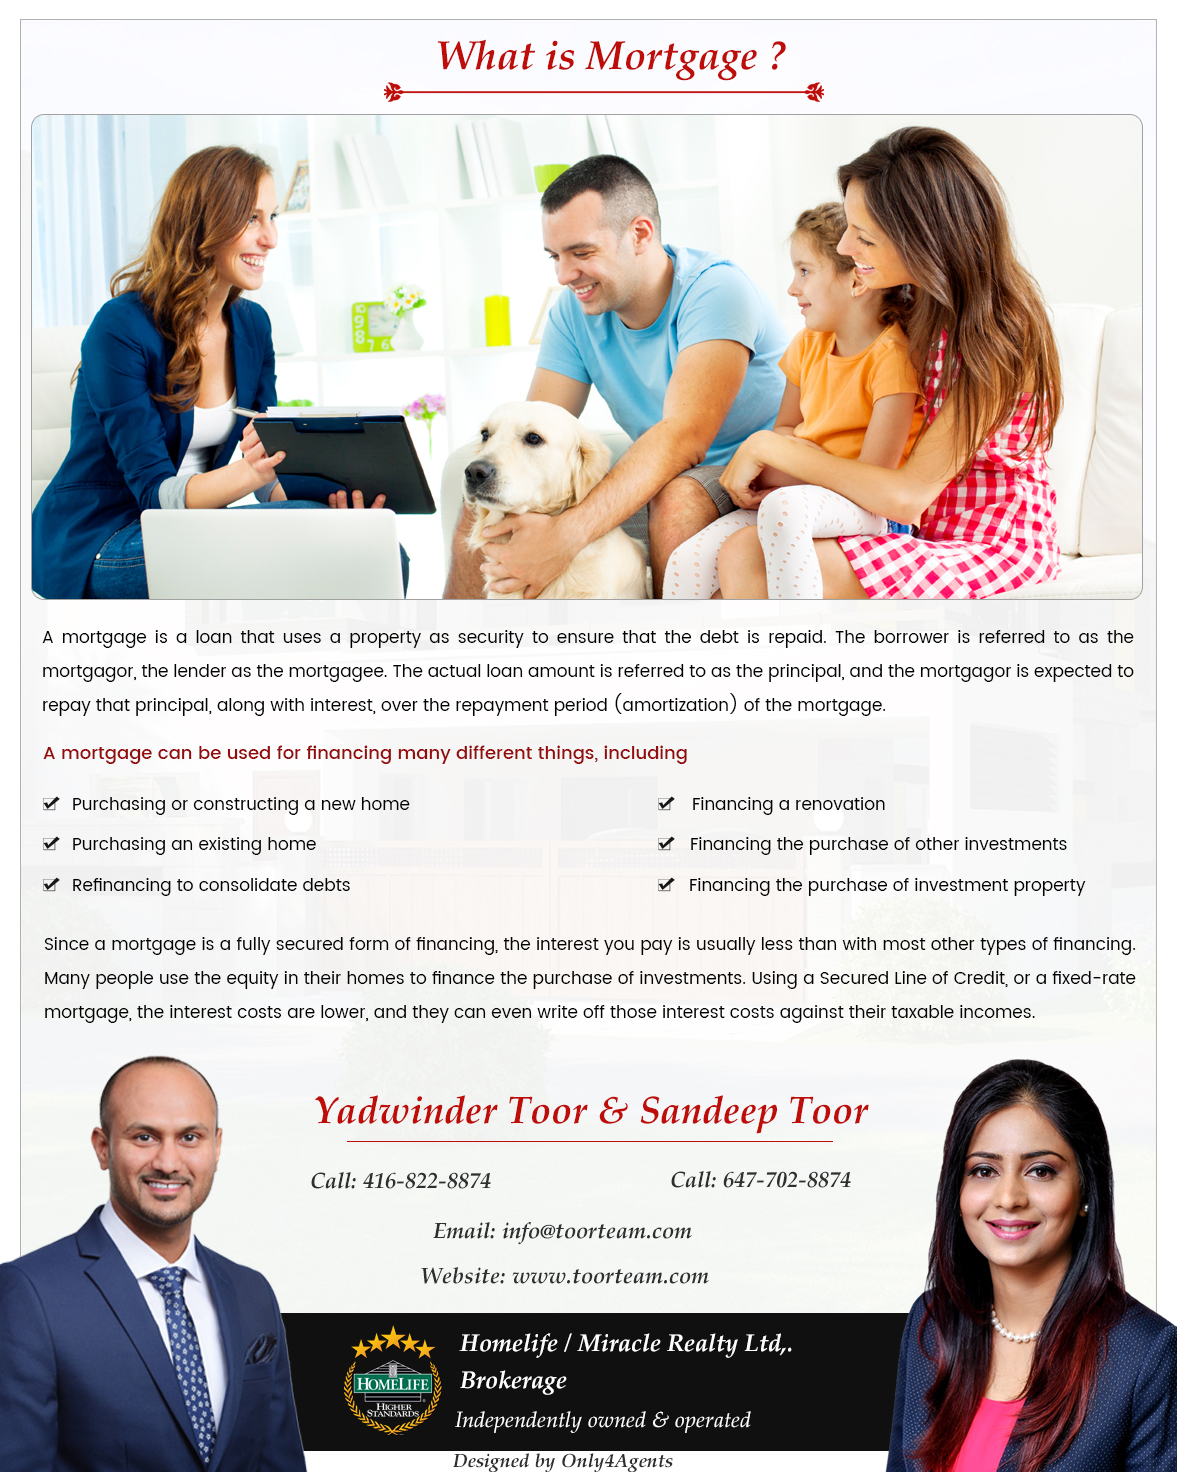 What is Mortgage ?
A mortgage is a loan that uses a property as security to ensure that the debt is repaid. The borrower is referred to as the
mortgagor, the lender as the mortgagee. The actual loan amount is referred to as the principal, and the mortgagor is expected to
repay that principal, along with interest, over the repayment period (amortization) of the mortgage.
A mortgage can be used for financing many different things, including
Purchasing or constructing a new home
Purchasing an existing home
Refinancing to consolidate debts
Financing a renovation
Financing the purchase of other investments
Financing the purchase of investment property
Since a mortgage is a fully secured form of financing, the interest you pay is usually less than with most other types of financing.
Many people use the equity in their homes to finance the purchase of investments. Using a Secured Line of Credit, or a fixed-rate
mortgage, the interest costs are lower, and they can even write off those interest costs against their taxable incomes.
Yadwinder Toor & Sandeep Toor
Call: 416-822-8874
Call: 647-702-8874
Email: info@toorteam.com
Website: www.toorteam.com
HOMELIFE
HIGHER
STANDARDS
Homelife / Miracle Realty Ltd,.
Brokerage
Independently owned & operated
Designed by Only4Agents